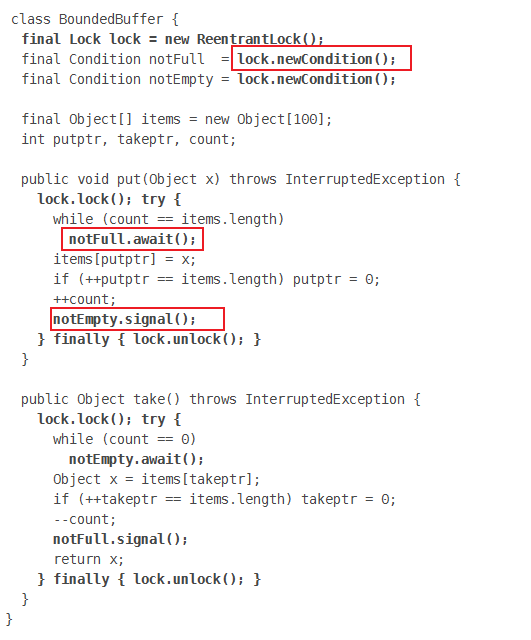 class BoundedBuffer {
  final Lock lock = new ReentrantLock();
  final Condition notFull  = lock.newCondition();
  final Condition notEmpty = lock.newCondition();

  final Object[] items = new Object[100];
  int putptr, takeptr, count;

  public void put(Object x) throws InterruptedException {
    lock.lock(); try {
      while (count == items.length)
        notFull.await();
      items[putptr] = x;
      if (++putptr == items.length) putptr = 0;
      ++count;
      notEmpty.signal();
    } finally { lock.unlock(); }
  }

  public Object take() throws InterruptedException {
    lock.lock(); try {
      while (count == 0)
        notEmpty.await();
      Object x = items[takeptr];
      if (++takeptr == items.length) takeptr = 0;
      --count;
      notFull.signal();
      return x;
    } finally { lock.unlock(); }
  }
}